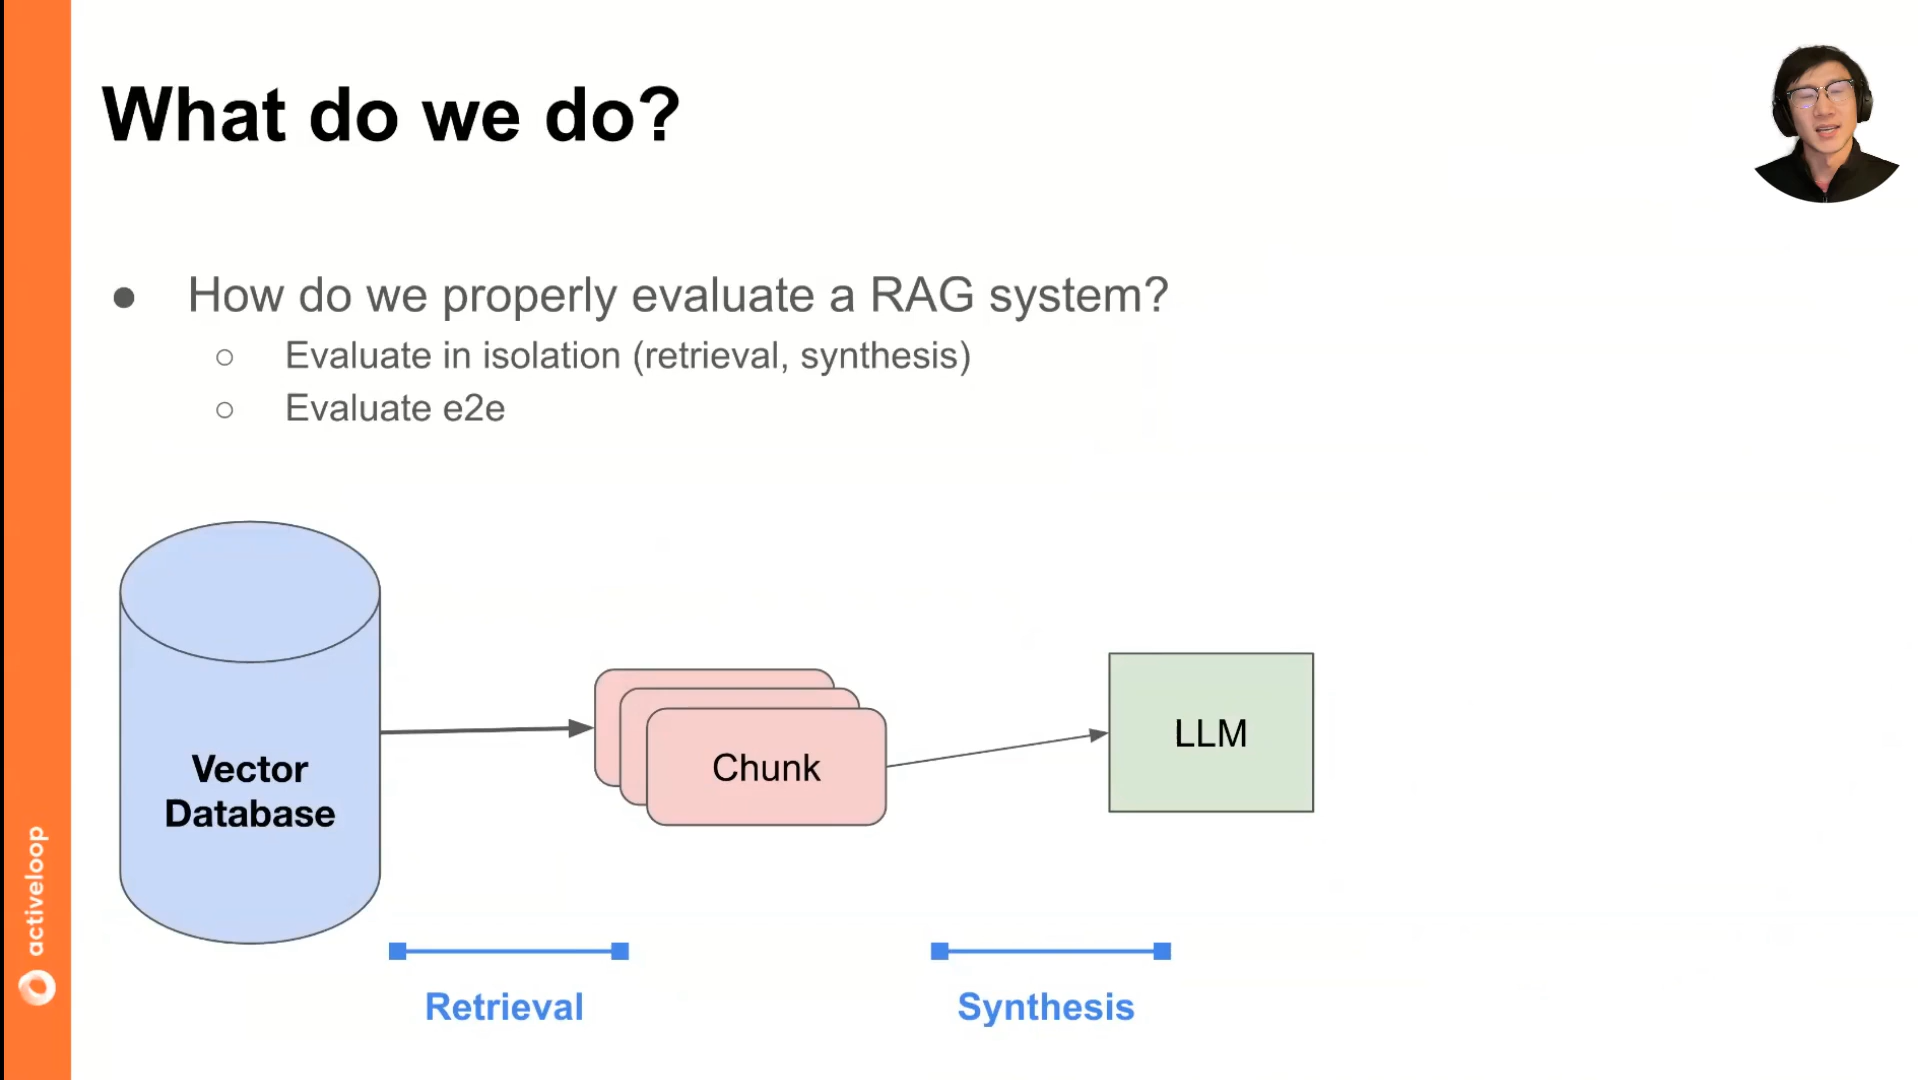 What do we do?
● How do we properly evaluate a RAG system?
○ Evaluate in isolation (retrieval, synthesis)
○ Evaluate e2e
Vector
Database
Chunk
LLM
Retrieval
Synthesis
activeloop